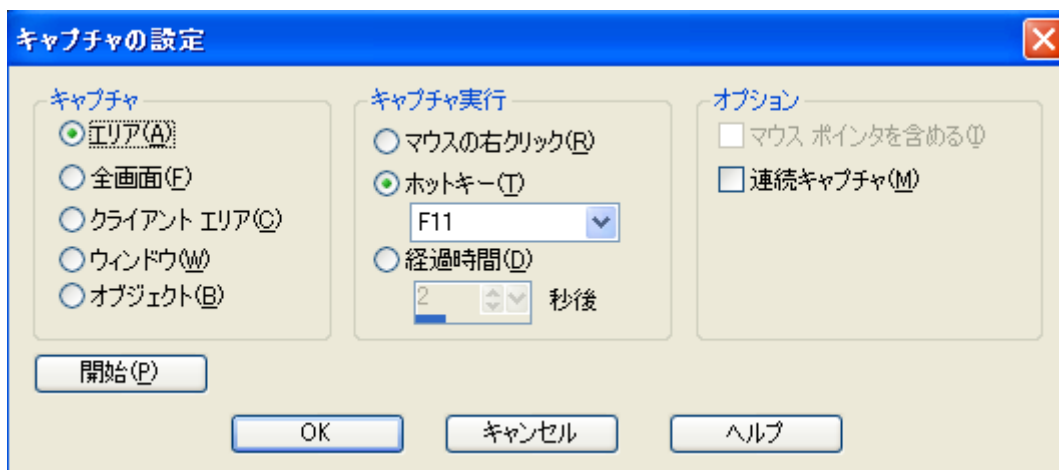 キャプチャの設定
キャプチャ
エリア(A)
全画面(F)
クライアント エリア(C)
ウィンドウ(W)
オブジェクト(B)
キャプチャ実行
マウスの右クリック(R)
ホットキー(T)
F11
経過時間(D)
2 秒後
オプション
マウス ポインタを含める(I)
連続キャプチャ(M)
開始(P)
OK キャンセル ヘルプ